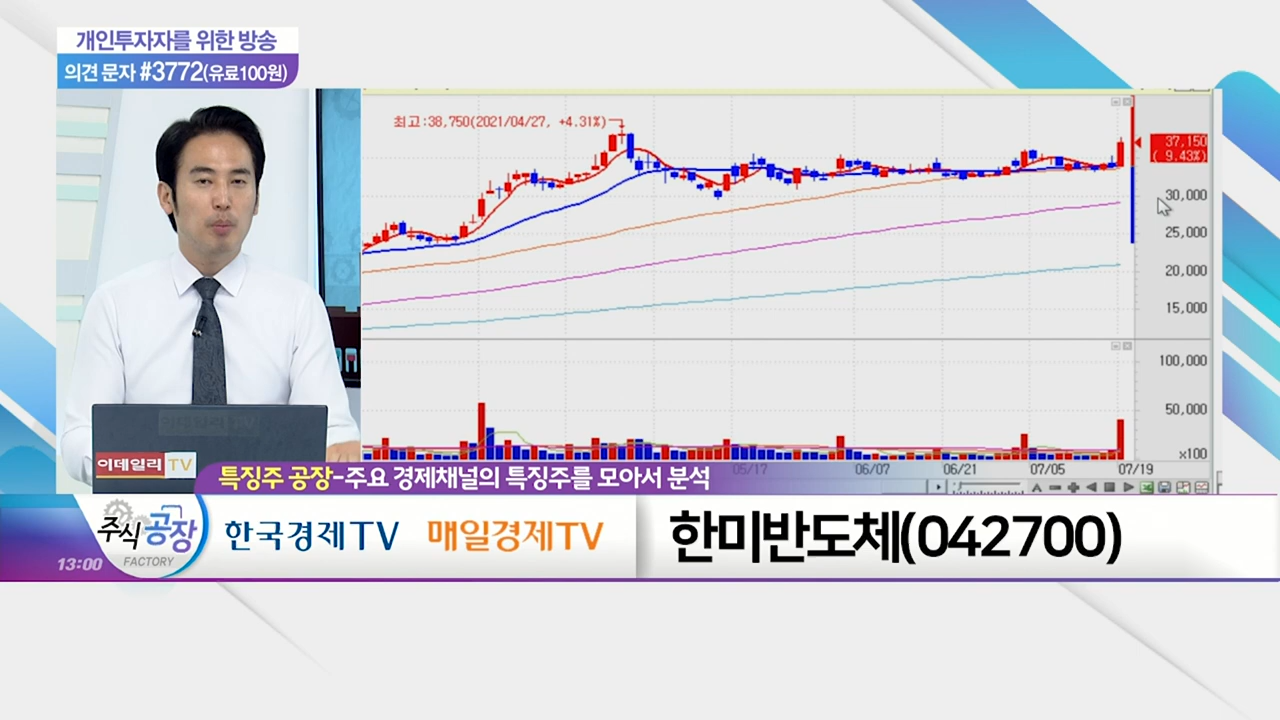 개인투자자를 위한 방송
의견 문자 #3772(유료100원)
최고:38,750(2021/04/27, +4.31%)
37,150
( 9.43%)
30,000
25,000
20,000
15,000
100,000
50,000
x100
05/17
06/07
06/21
07/05
07/19
이데일리 TV
특징주 공장-주요 경제채널의 특징주를 모아서 분석
주식 공장
FACTORY
13:00
한국경제TV
매일경제TV
한미반도체(042700)